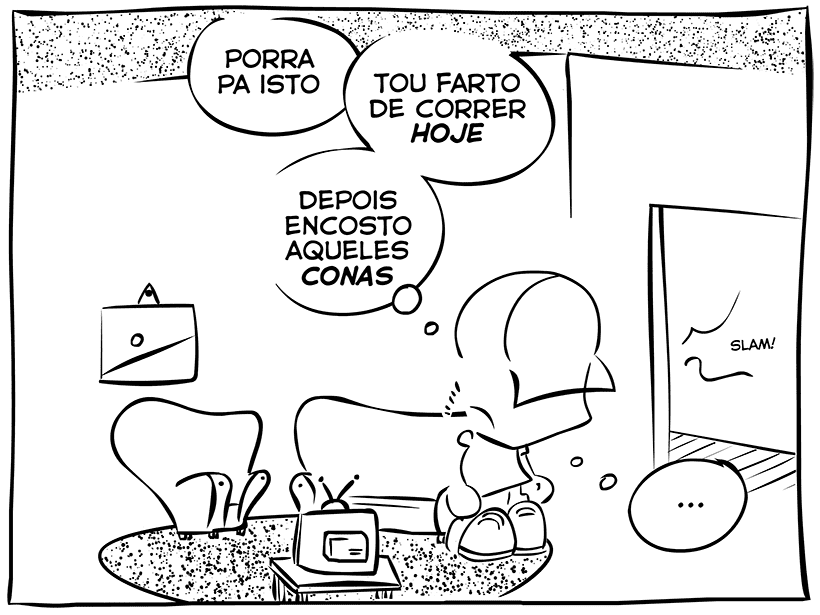 PORRA
PA ISTO
TOU FARTO
DE CORRER
HOJE
DEPOIS
ENCOSTO
AQUELES
CONAS
SLAM!
...